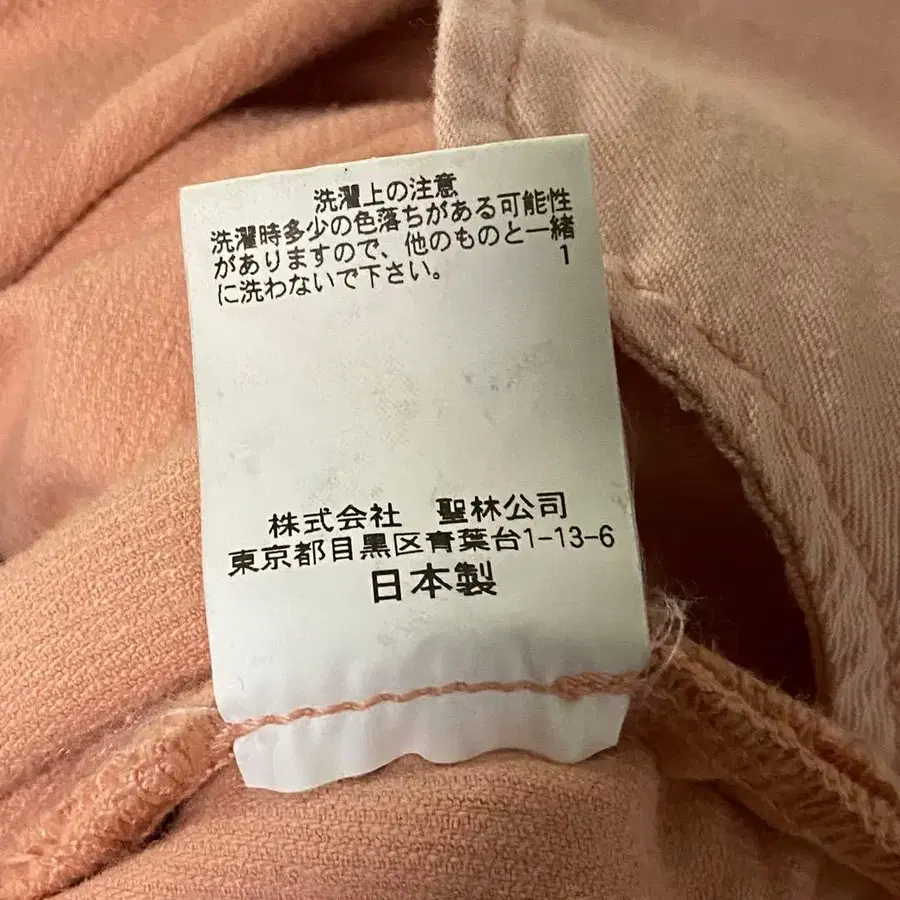 洗濯上の注意
洗濯時多少の色落ちがある可能性
がありますので、他のものと一緒
に洗わないで下さい。 1
株式会社 聖林公司
東京都目黒区青葉台1-13-6
日本製